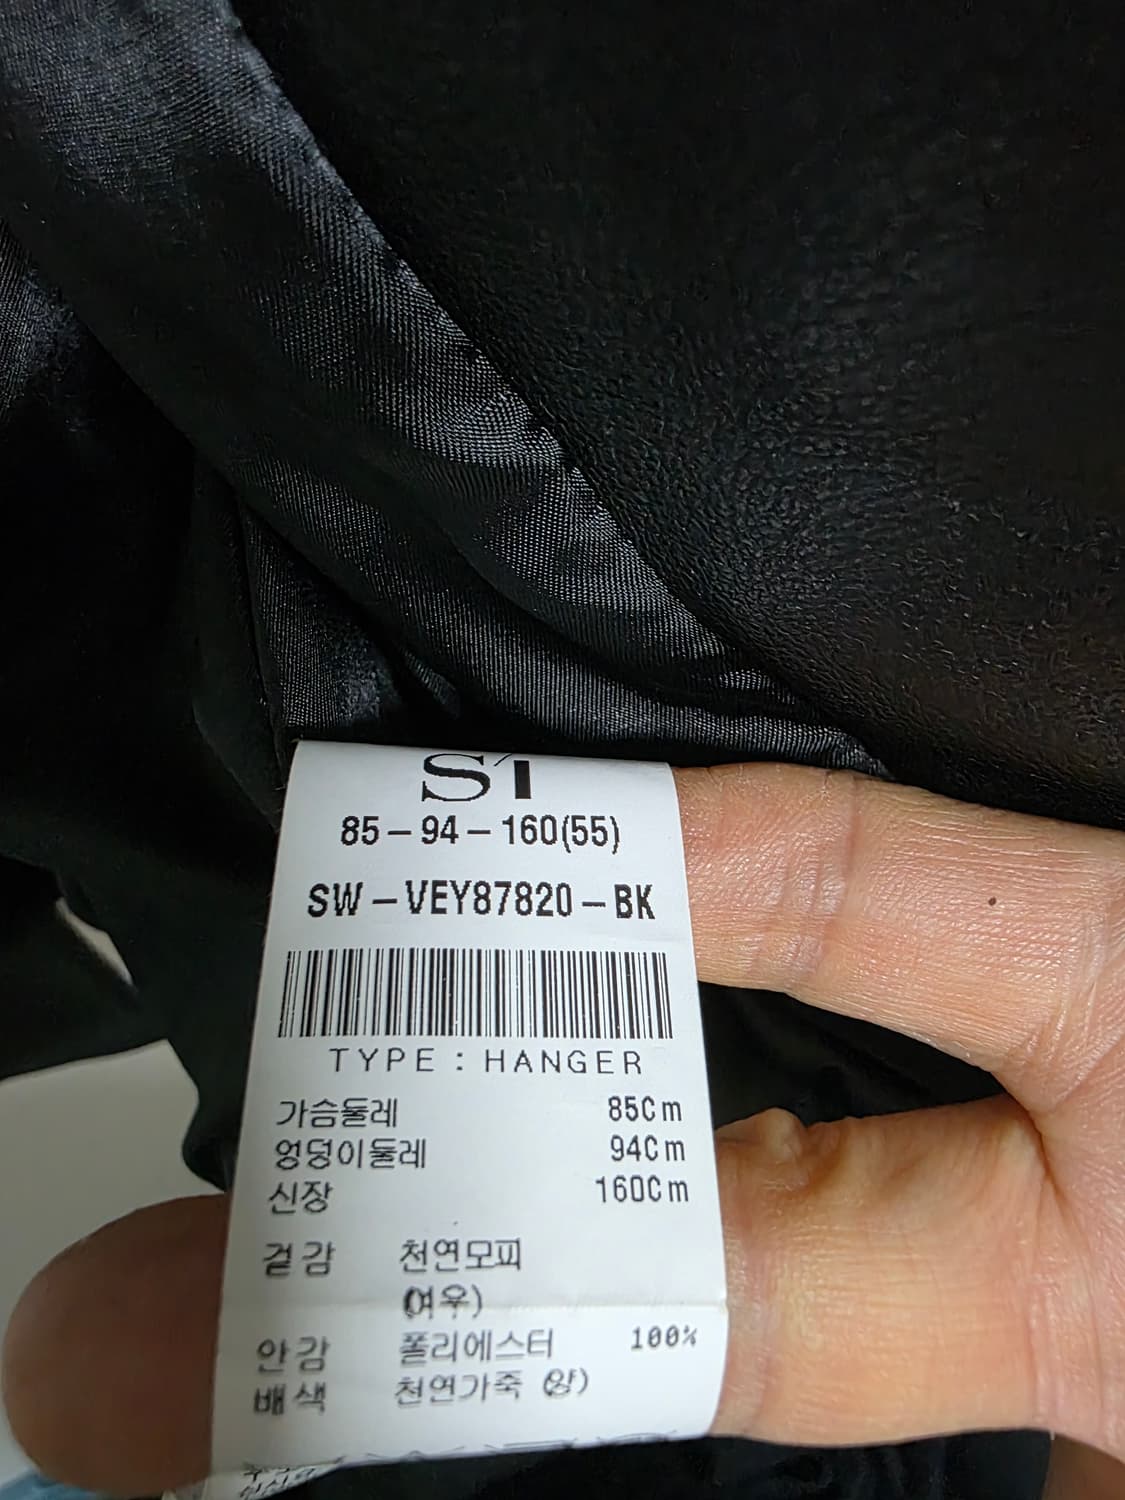 85-94-160(55)
SW-VEY87820-BK
TYPE : HANGER
가슴둘레 85Cm
엉덩이둘레 94Cm
신장 160Cm
겉감 천연모피
(여우)
안감 폴리에스터 100%
배색 천연가죽 (양)